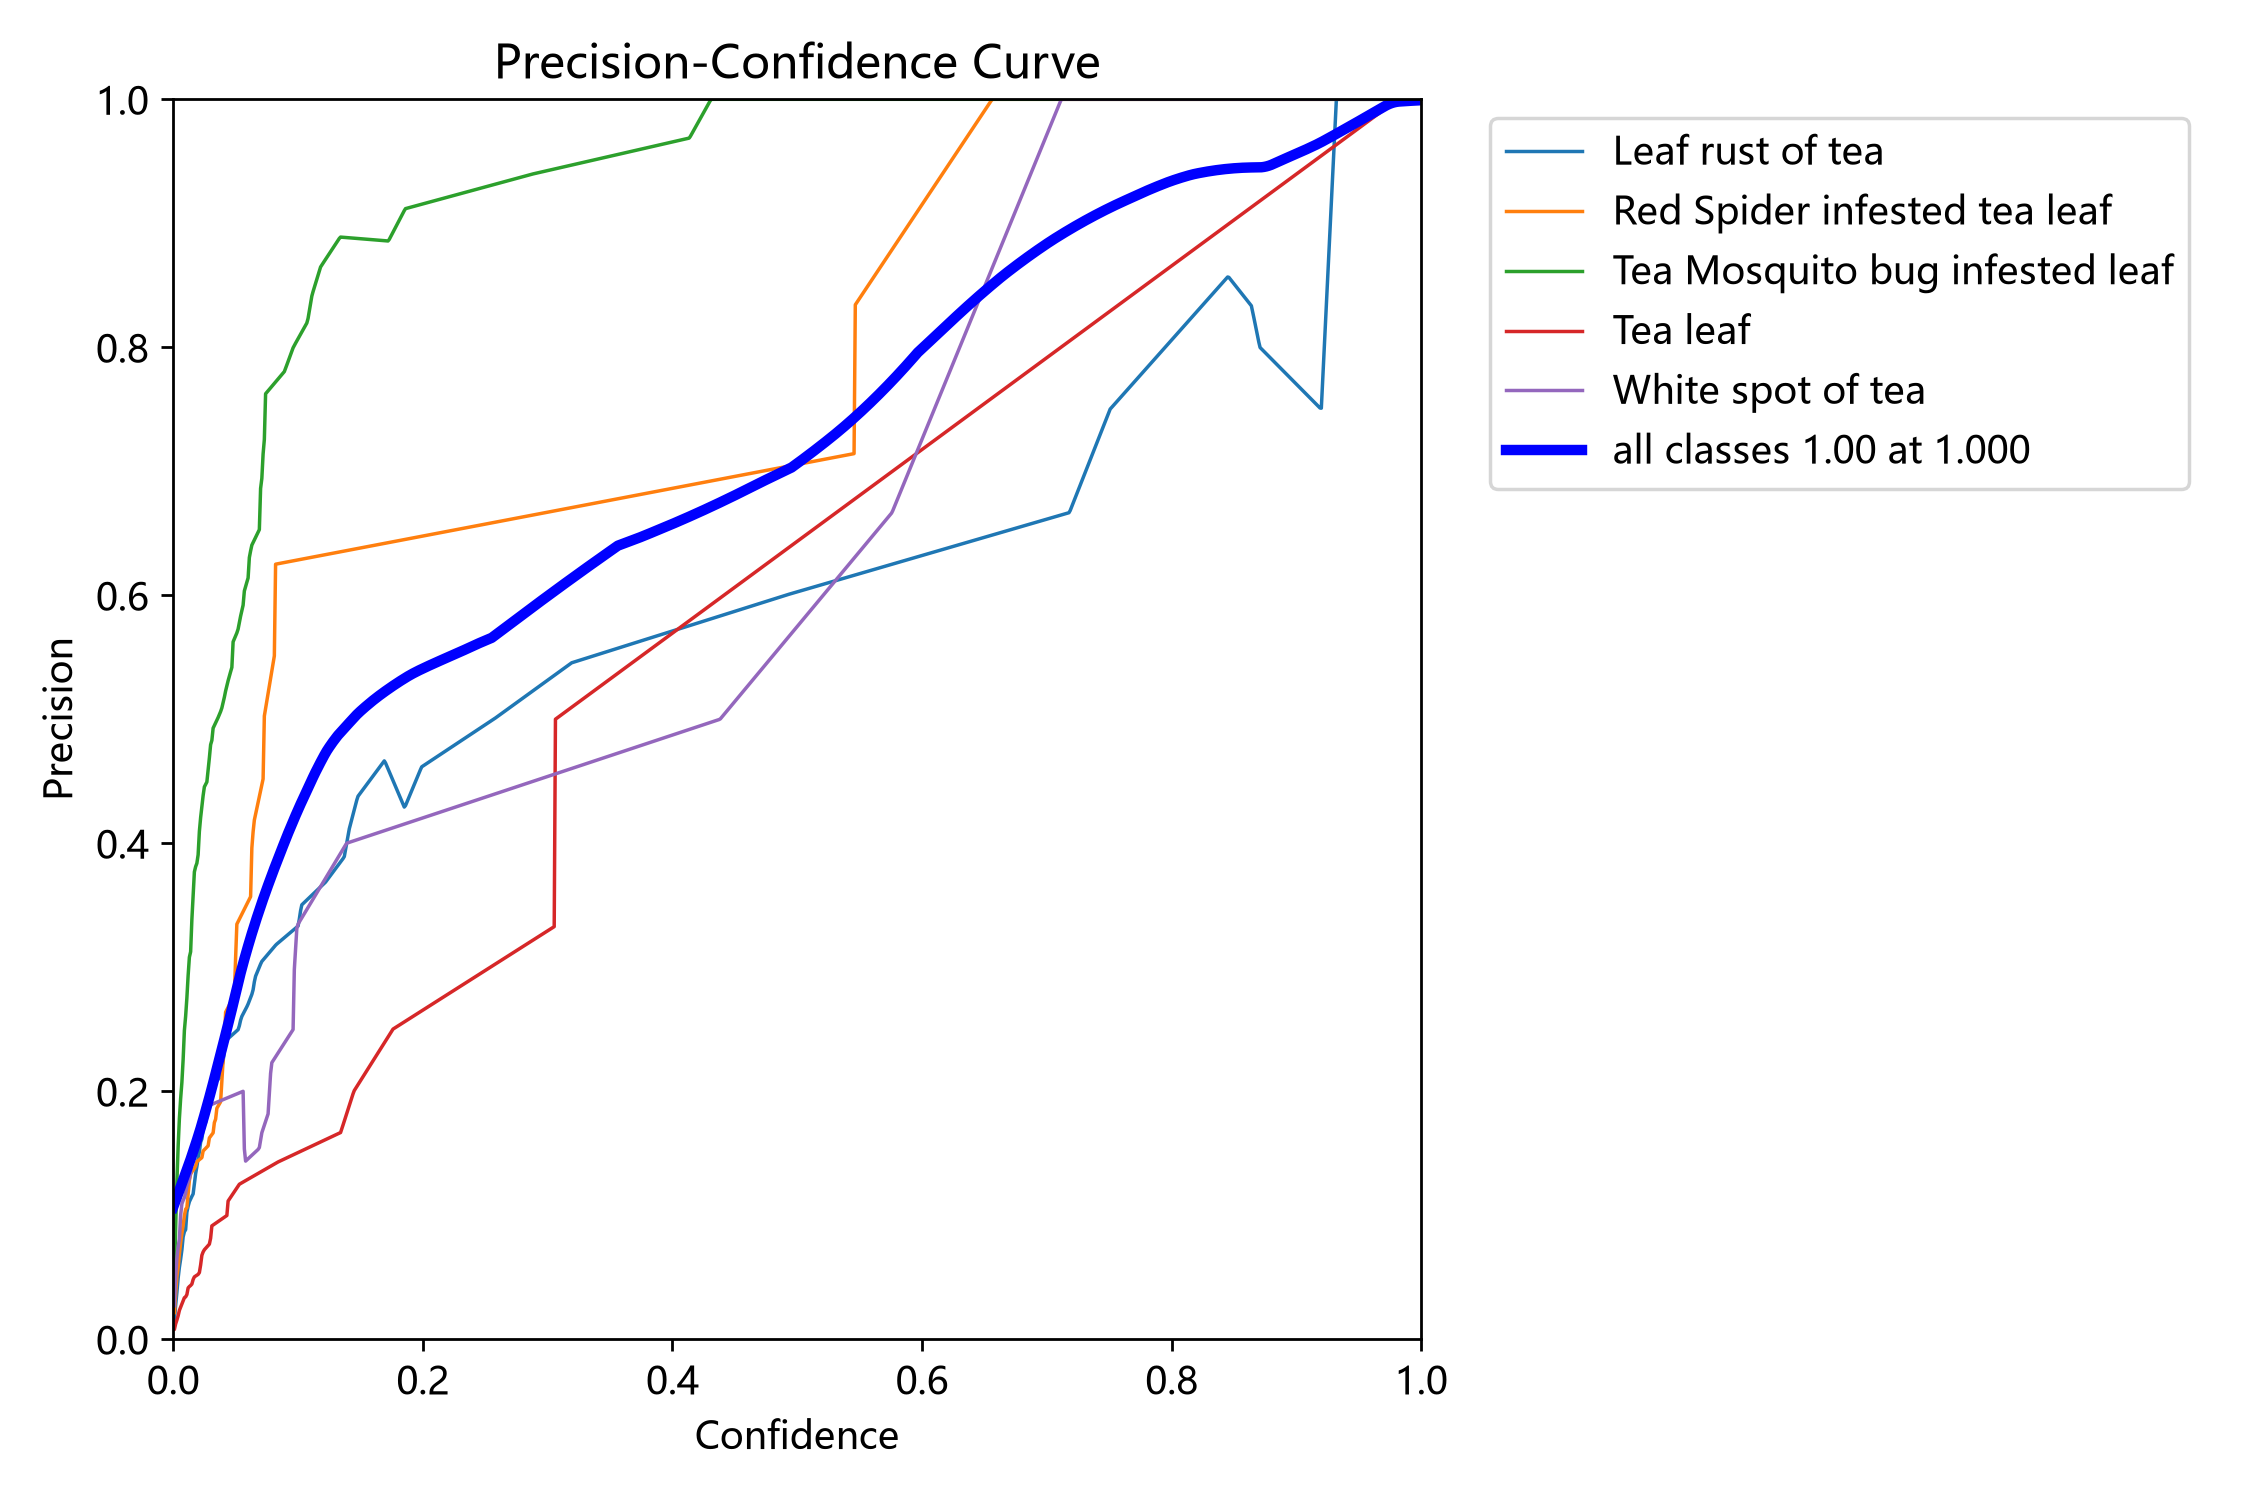 Precision-Confidence Curve
1.0
0.8
0.6
0.4
0.2
0.0
Precision
0.0 0.2 0.4 0.6 0.8 1.0
Confidence
Leaf rust of tea
Red Spider infested tea leaf
Tea Mosquito bug infested leaf
Tea leaf
White spot of tea
all classes 1.00 at 1.000